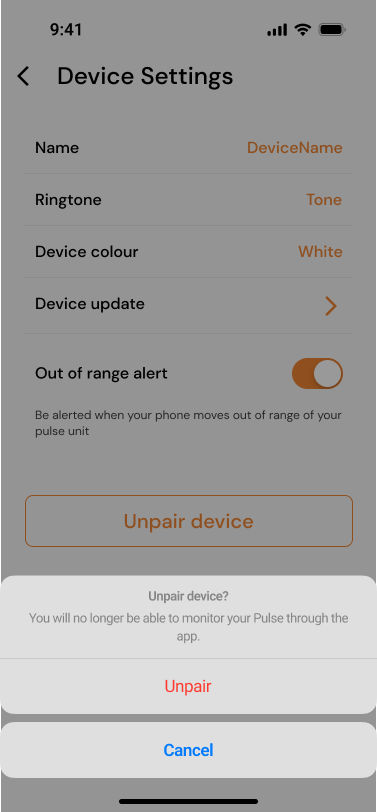 9:41
Device Settings
Name DeviceName
Ringtone Tone
Device colour White
Device update
Out of range alert
Be alerted when your phone moves out of range of your
pulse unit
Unpair device
Unpair device?
You will no longer be able to monitor your Pulse through the
app.
Unpair
Cancel